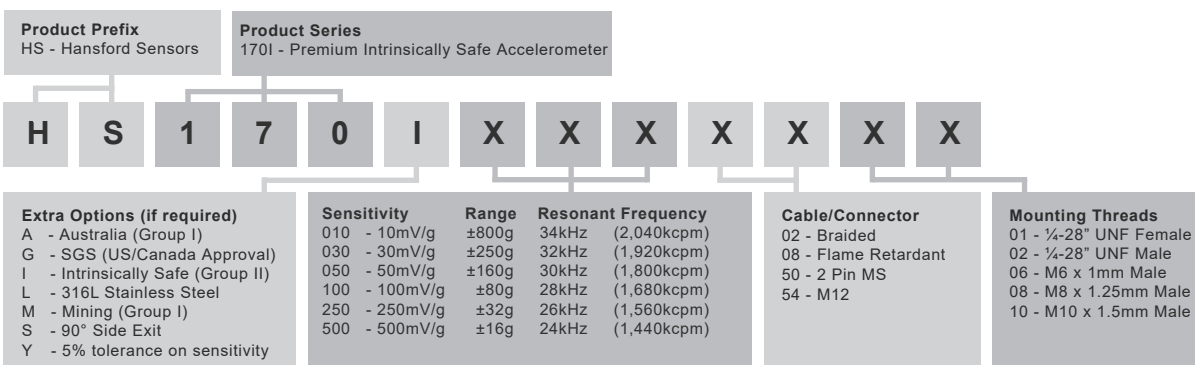 Product Prefix
HS - Hansford Sensors
Product Series
170I - Premium Intrinsically Safe Accelerometer
H S 1 7 0 I X X X X X X X
Extra Options (if required)
A - Australia (Group I)
G - SGS (US/Canada Approval)
I - Intrinsically Safe (Group II)
L - 316L Stainless Steel
M - Mining (Group I)
S - 90° Side Exit
Y - 5% tolerance on sensitivity
Sensitivity Range Resonant Frequency
010 - 10mV/g ±800g 34kHz (2,040kcpm)
030 - 30mV/g ±250g 32kHz (1,920kcpm)
050 - 50mV/g ±160g 30kHz (1,800kcpm)
100 - 100mV/g ±80g 28kHz (1,680kcpm)
250 - 250mV/g ±32g 26kHz (1,560kcpm)
500 - 500mV/g ±16g 24kHz (1,440kcpm)
Cable/Connector
02 - Braided
08 - Flame Retardant
50 - 2 Pin MS
54 - M12
Mounting Threads
01 - ¼-28” UNF Female
02 - ¼-28” UNF Male
06 - M6 x 1mm Male
08 - M8 x 1.25mm Male
10 - M10 x 1.5mm Male